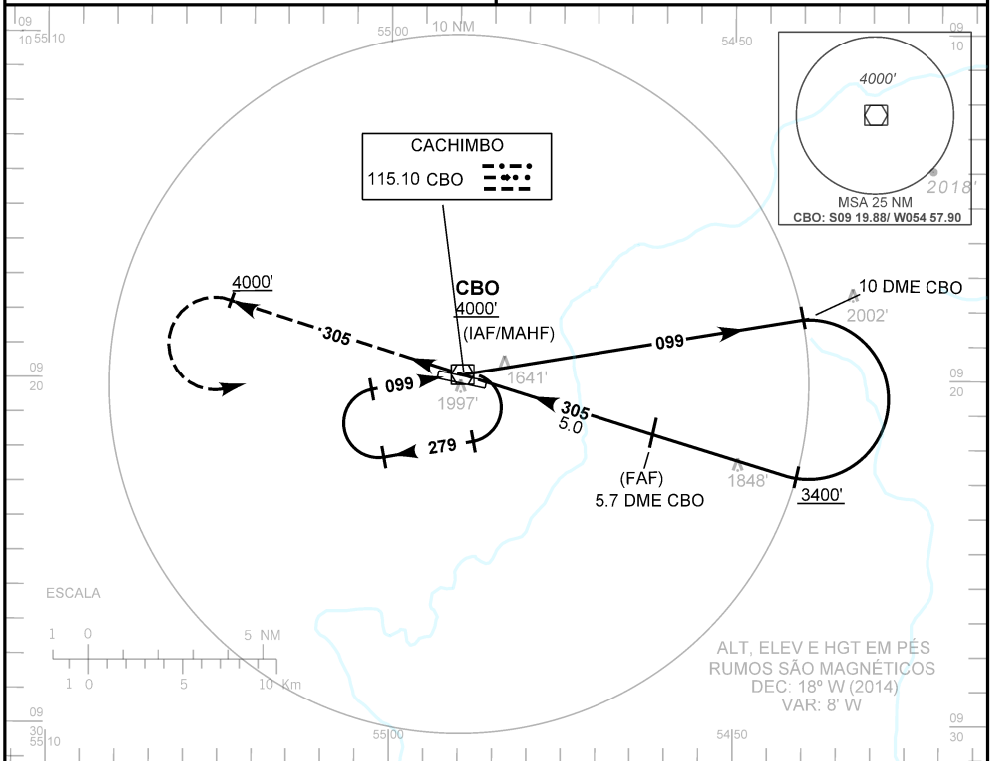 09
10
55 10
55 00
10 NM
54 50
09
10
4000'
2018'
MSA 25 NM
CBO: S09 19.88/ W054 57.90
CACHIMBO
115.10 CBO
4000'
CBO
4000'
(IAF/MAHF)
10 DME CBO
2002'
305
099
09
20
099
1641'
09
20
1997'
305
5.0
279
(FAF)
5.7 DME CBO
1848'
3400'
ESCALA
1 0 5 NM
1 0 5 10 Km
ALT, ELEV E HGT EM PÉS
RUMOS SÃO MAGNÉTICOS
DEC: 18º W (2014)
VAR: 8' W
09
30
55 10
55 00
54 50
09
30